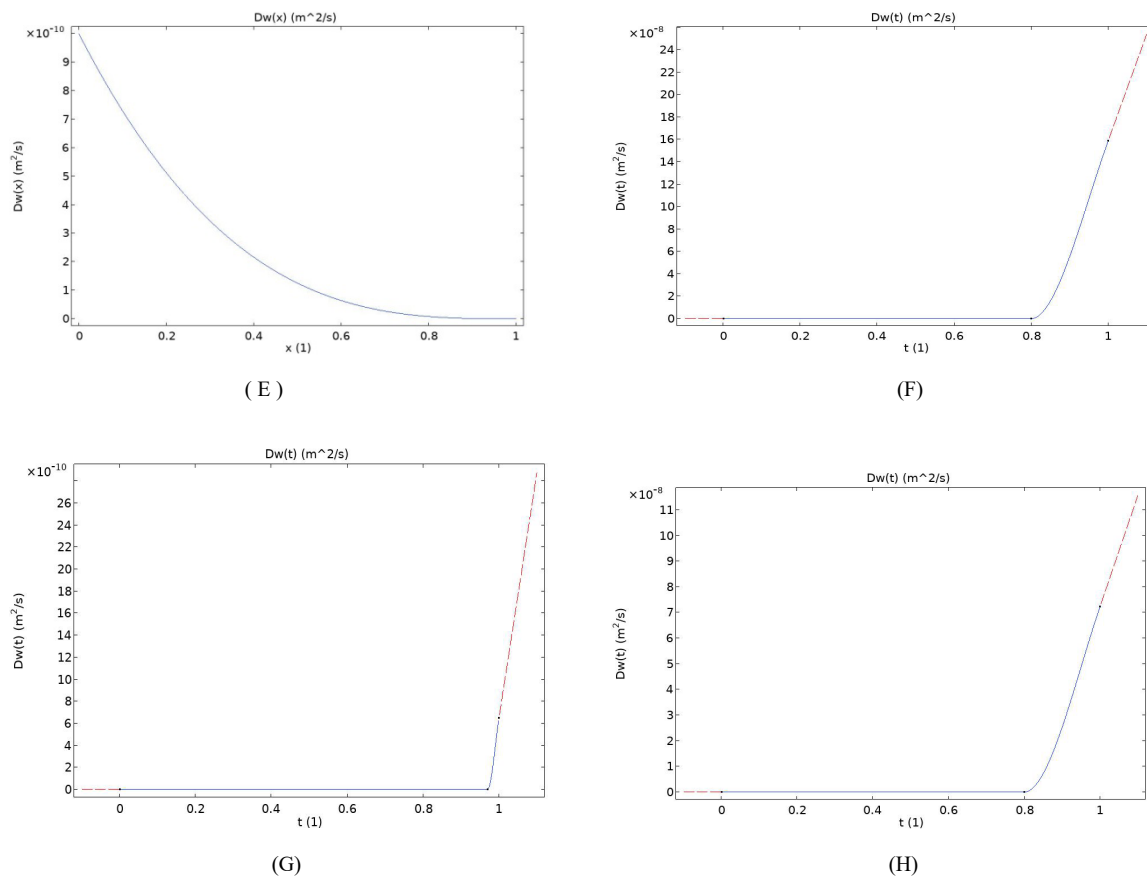 Dw(x) (m^2/s)
×10⁻¹⁰
10
9
8
7
6
5
4
3
2
1
0
Dw(x) (m²/s)
0 0.2 0.4 0.6 0.8 1
x (1)
( E )
Dw(t) (m^2/s)
×10⁻⁸
24
22
20
18
16
14
12
10
8
6
4
2
0
Dw(t) (m²/s)
0 0.2 0.4 0.6 0.8 1
t (1)
(F)
Dw(t) (m^2/s)
×10⁻¹⁰
26
24
22
20
18
16
14
12
10
8
6
4
2
0
Dw(t) (m²/s)
0 0.2 0.4 0.6 0.8 1
t (1)
(G)
Dw(t) (m^2/s)
×10⁻⁸
11
10
9
8
7
6
5
4
3
2
1
0
Dw(t) (m²/s)
0 0.2 0.4 0.6 0.8 1
t (1)
(H)